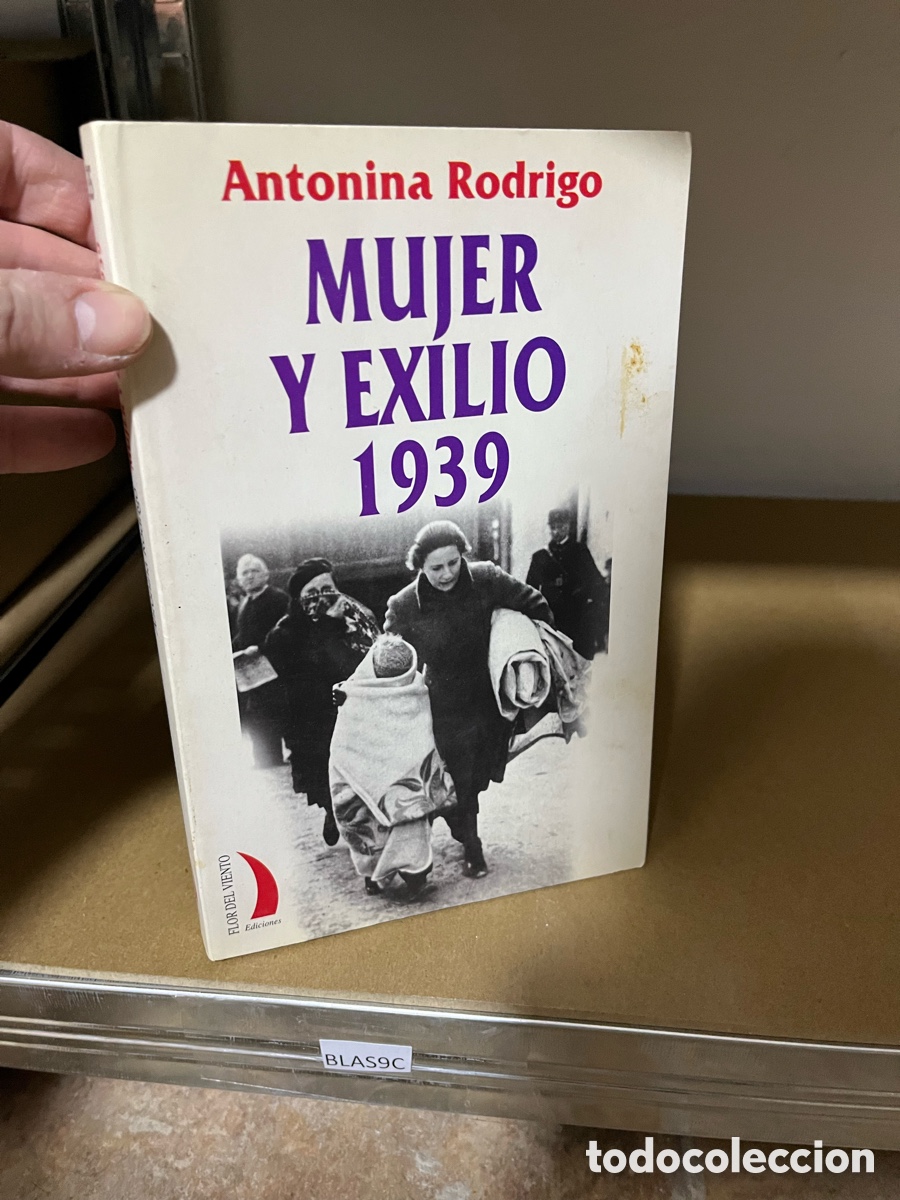 Antonina Rodrigo
MUJER
Y EXILIO
1939
FLOR DEL VIENTO
Ediciones
BLAS9C
todocoleccion